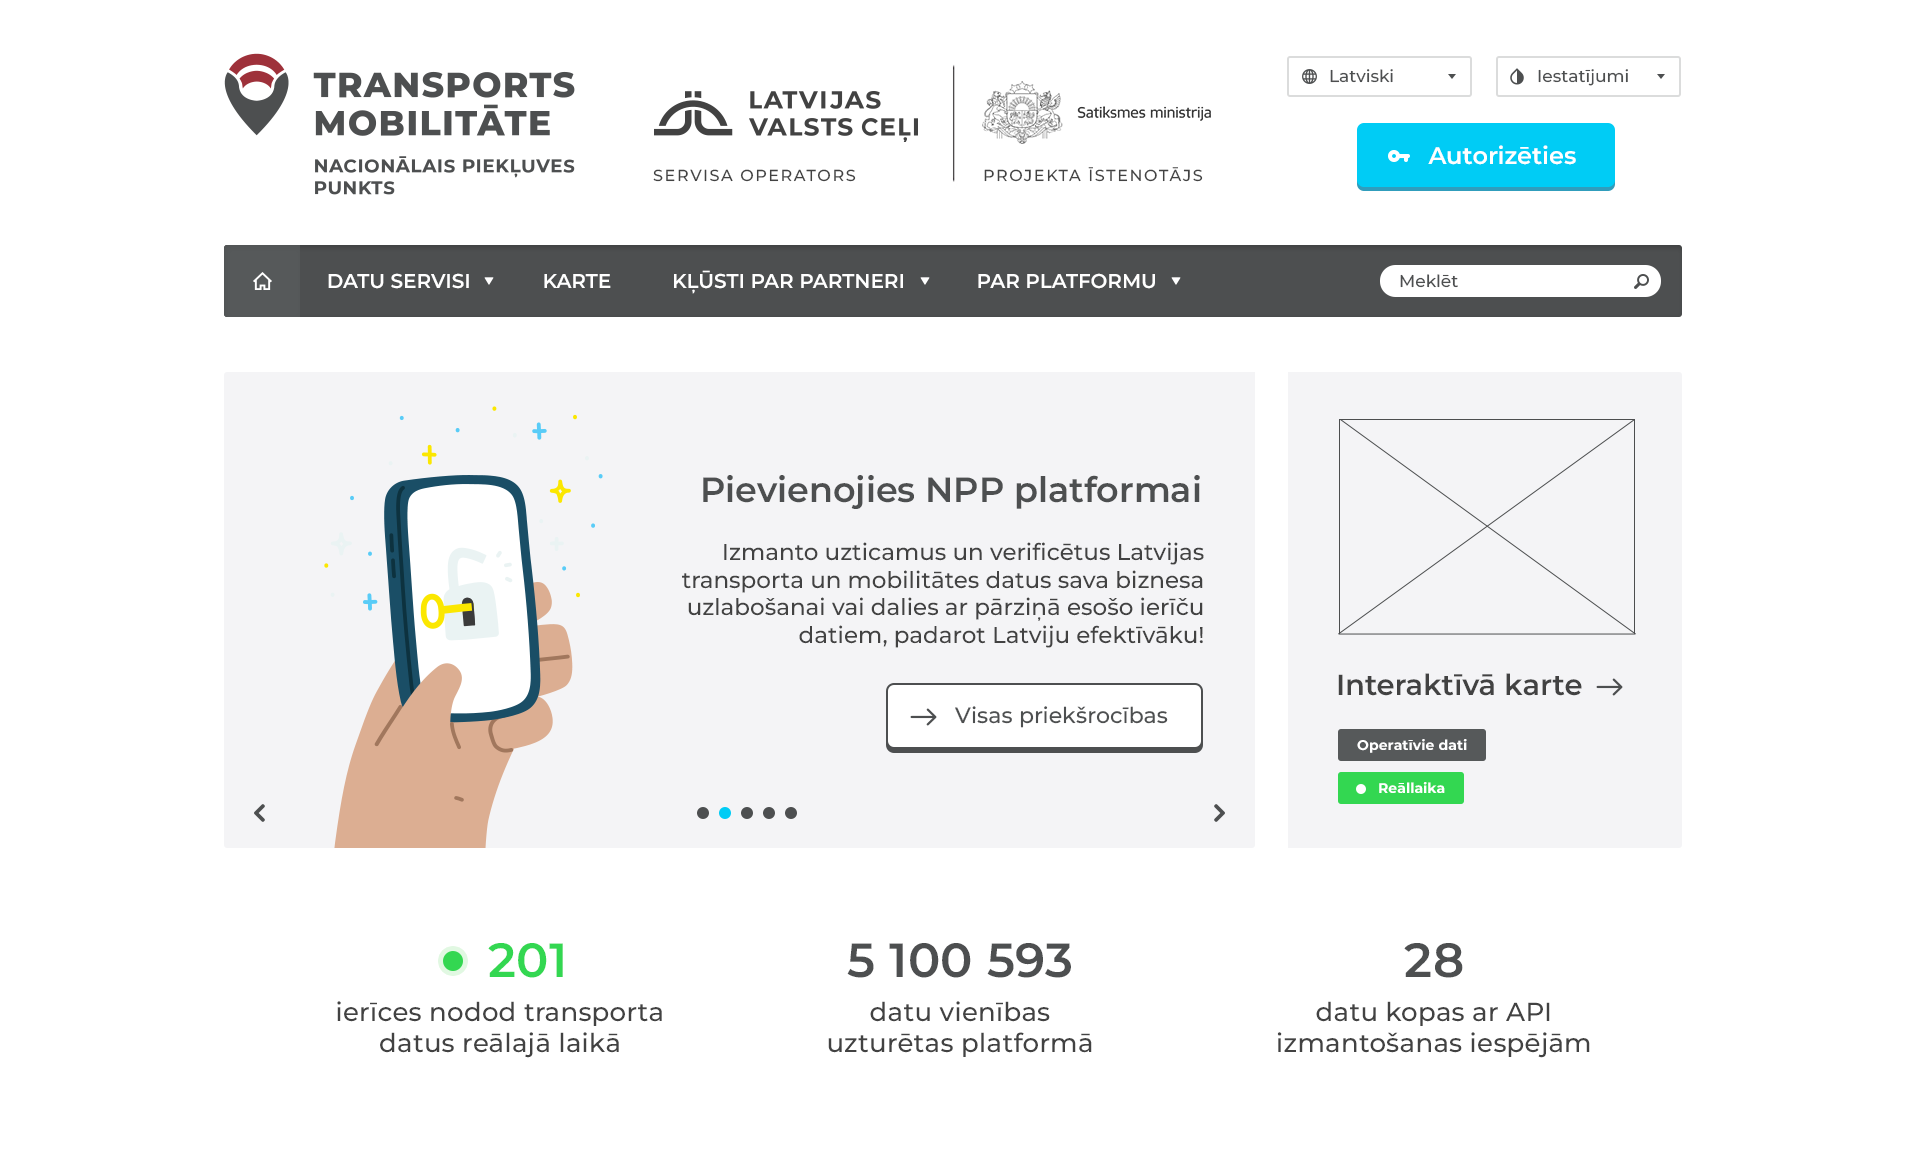 TRANSPORTS
MOBILITĀTE
NACIONĀLAIS PIEKĻUVES
PUNKTS
LATVIJAS
VALSTS CEĻI
SERVISA OPERATORS
Satiksmes ministrija
PROJEKTA ĪSTENOTĀJS
Latviski
Iestatījumi
Autorizēties
DATU SERVISI
KARTE
KĻŪSTI PAR PARTNERI
PAR PLATFORMU
Meklēt
Pievienojies NPP platformai
Izmanto uzticamus un verificētus Latvijas
transporta un mobilitātes datus sava biznesa
uzlabošanai vai dalies ar pārziņā esošo ierīču
datiem, padarot Latviju efektīvāku!
Visas priekšrocības
Interaktīvā karte
Operatīvie dati
Reāllaika
201
ierīces nodod transporta
datus reālajā laikā
5 100 593
datu vienības
uzturētas platformā
28
datu kopas ar API
izmantošanas iespējām